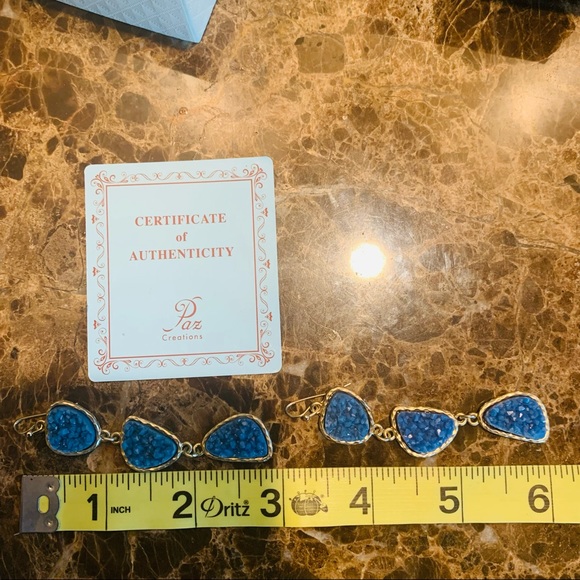 CERTIFICATE
of
AUTHENTICITY
Paz
Creations
1 INCH 2 Dritz® 3 4 5 6